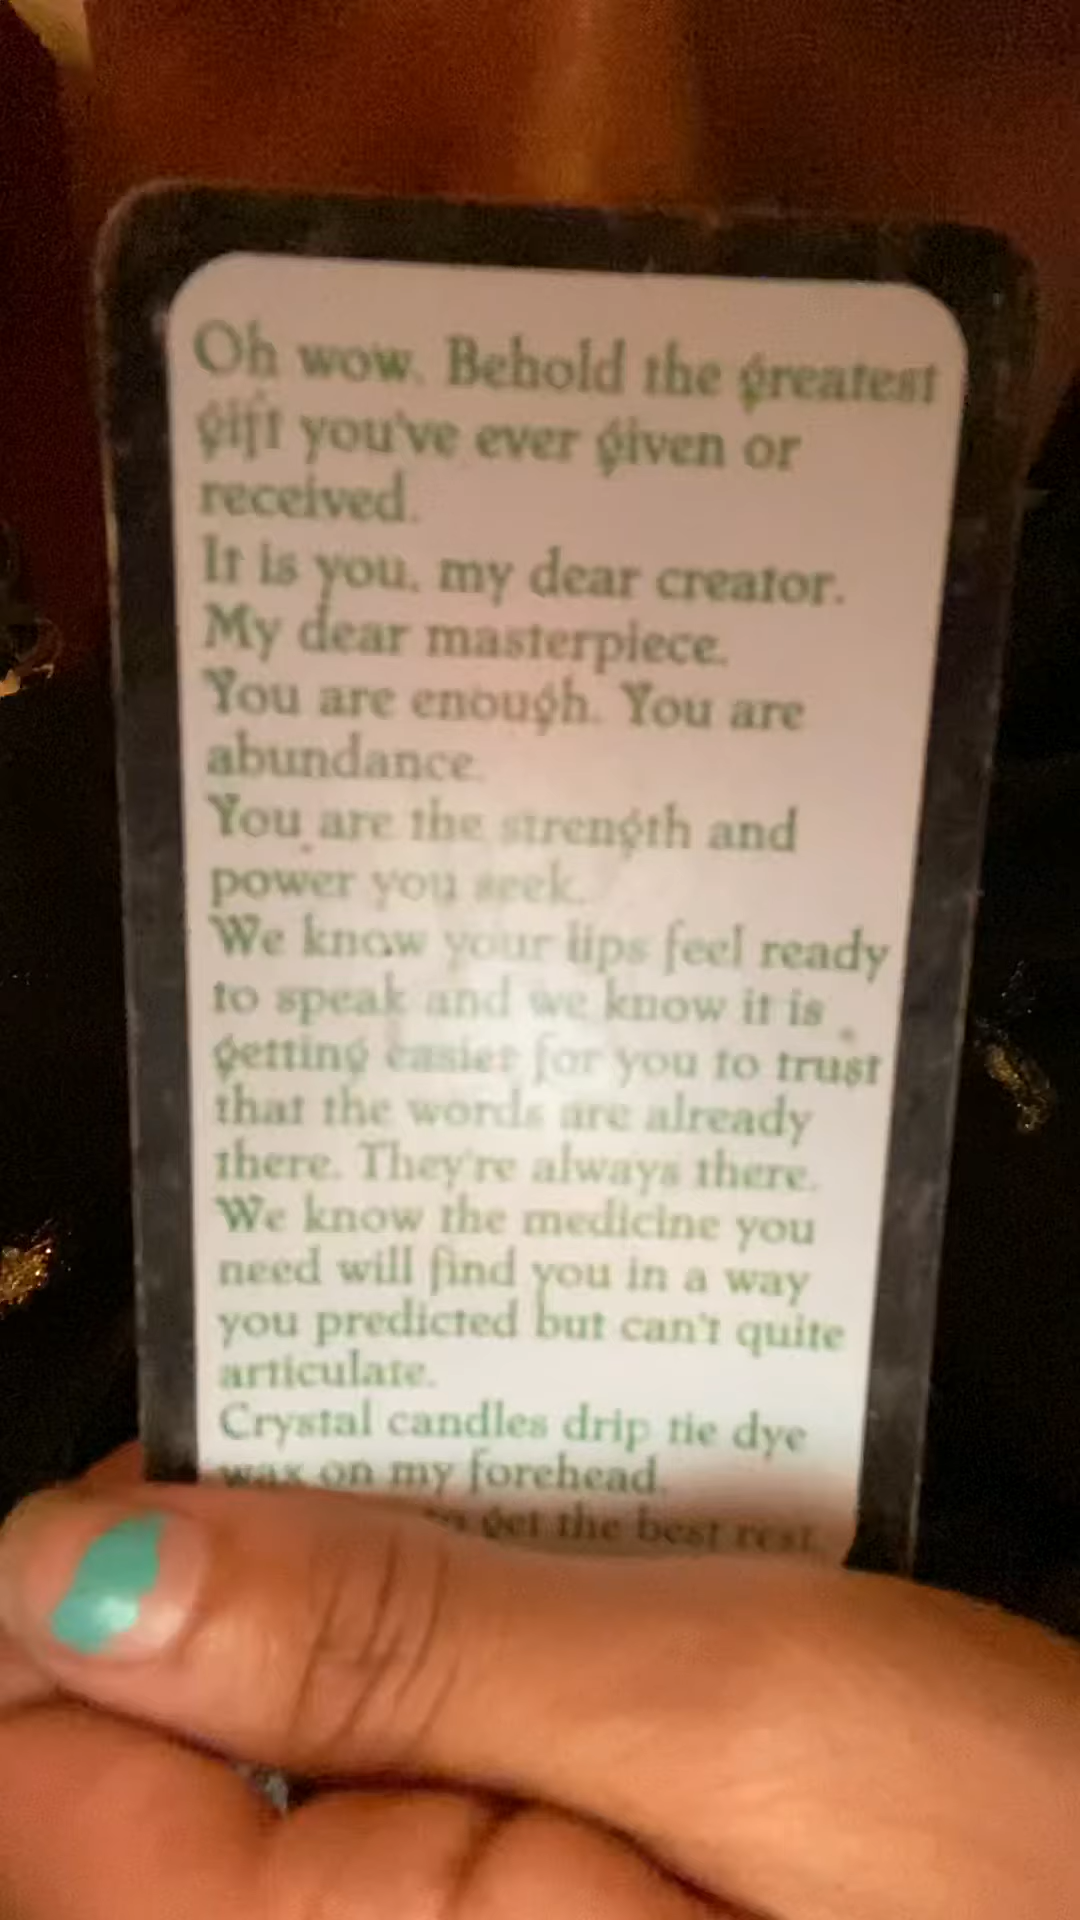 Oh wow. Behold the greatest
gift you've ever given or
received.
It is you, my dear creator.
My dear masterpiece.
You are enough. You are
abundance.
You are the strength and
power you seek.
We know your lips feel ready
to speak and we know it is
getting easier for you to trust
that the words are already
there. They're always there.
We know the medicine you
need will find you in a way
you predicted but can't quite
articulate.
Crystal candles drip tie dye
wax on my forehead.
to get the best rest.